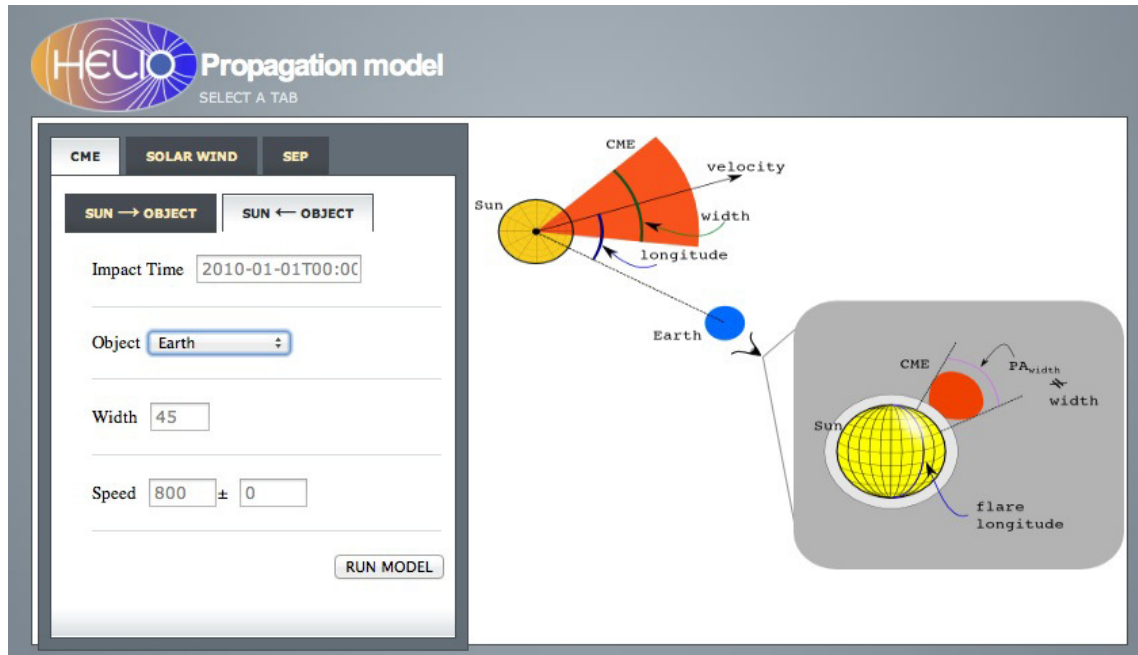 HELIO Propagation model
SELECT A TAB
CME SOLAR WIND SEP
SUN → OBJECT SUN ← OBJECT
Impact Time 2010-01-01T00:00
Object Earth
Width 45
Speed 800 ± 0
RUN MODEL
CME
velocity
Sun
width
longitude
Earth
CME
PAwidth
≠
width
Sun
flare
longitude